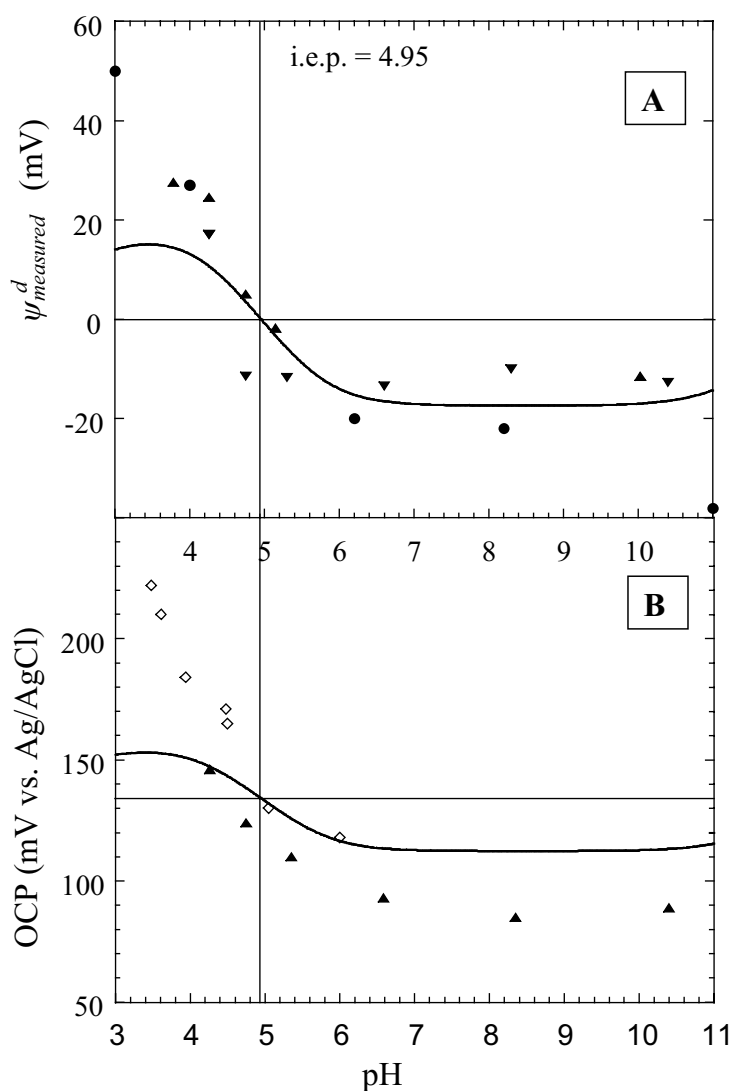 60
i.e.p. = 4.95
A
40
20
0
-20
ψ^d_measured (mV)
4 5 6 7 8 9 10
B
200
150
100
50
OCP (mV vs. Ag/AgCl)
3 4 5 6 7 8 9 10 11
pH